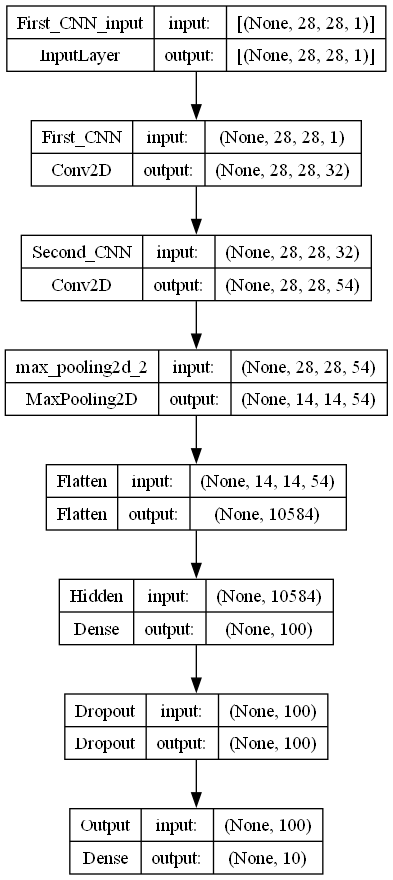 First_CNN_input input: [(None, 28, 28, 1)]
InputLayer output: [(None, 28, 28, 1)]
First_CNN input: (None, 28, 28, 1)
Conv2D output: (None, 28, 28, 32)
Second_CNN input: (None, 28, 28, 32)
Conv2D output: (None, 28, 28, 54)
max_pooling2d_2 input: (None, 28, 28, 54)
MaxPooling2D output: (None, 14, 14, 54)
Flatten input: (None, 14, 14, 54)
Flatten output: (None, 10584)
Hidden input: (None, 10584)
Dense output: (None, 100)
Dropout input: (None, 100)
Dropout output: (None, 100)
Output input: (None, 100)
Dense output: (None, 10)